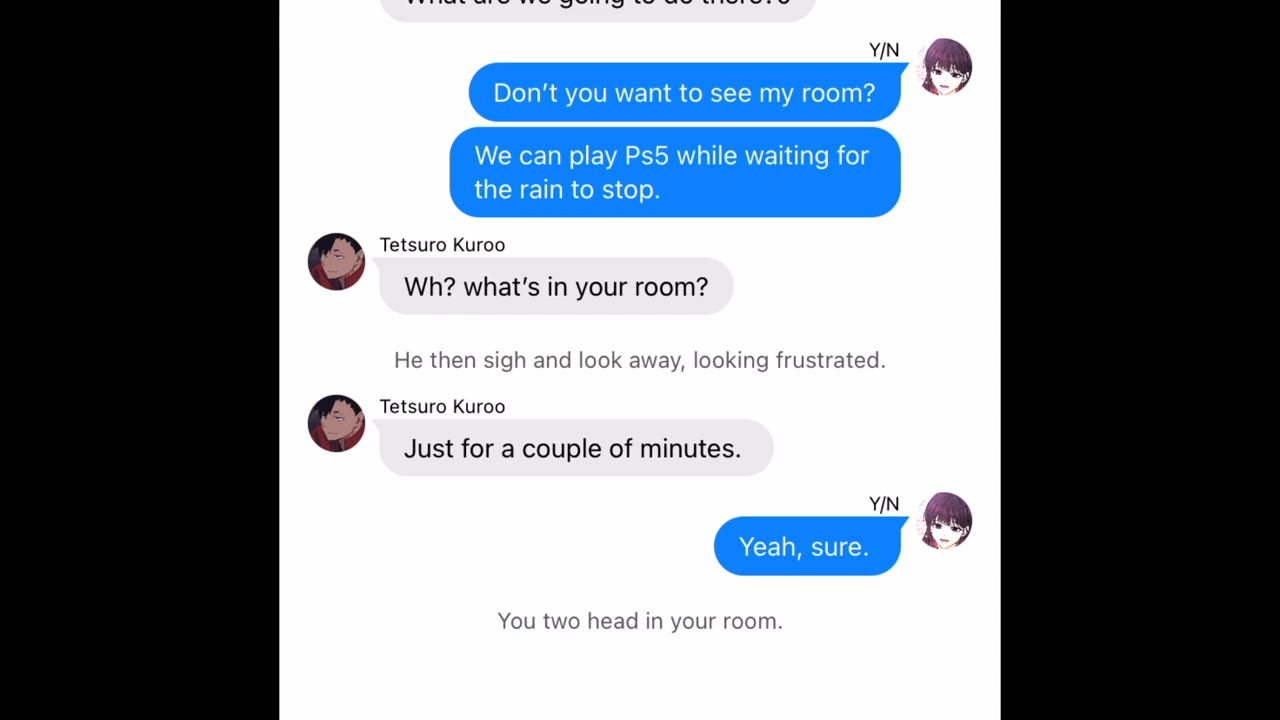 What are we going to do there?
Y/N
Don't you want to see my room?
We can play Ps5 while waiting for
the rain to stop.
Tetsuro Kuroo
Wh? what's in your room?
He then sigh and look away, looking frustrated.
Tetsuro Kuroo
Just for a couple of minutes.
Y/N
Yeah, sure.
You two head in your room.